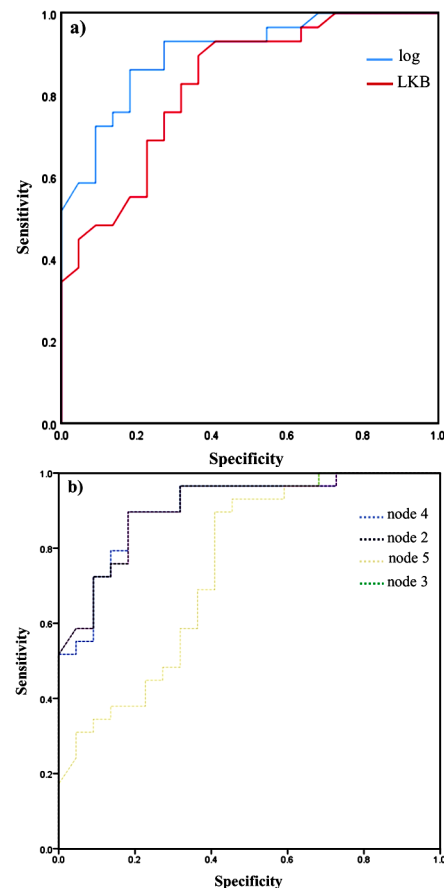 a)
1.0
0.8
0.6
0.4
0.2
0.0
Sensitivity
log
LKB
0.0 0.2 0.4 0.6 0.8 1.0
Specificity
b)
1.0
0.8
0.6
0.4
0.2
0.0
Sensitivity
node 4
node 2
node 5
node 3
0.0 0.2 0.4 0.6 0.8 1.0
Specificity